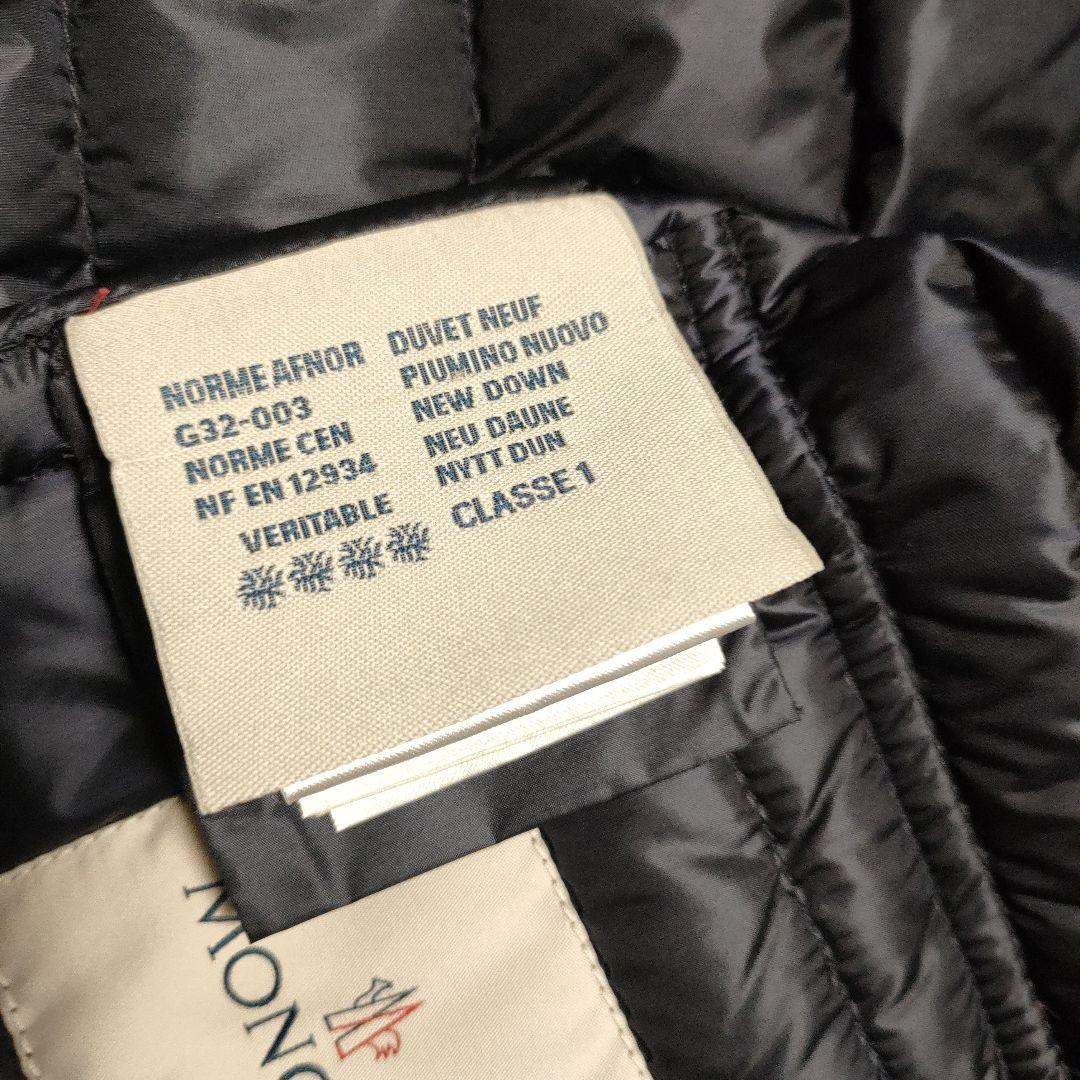 NORME AFNOR
G32-003
NORME CEN
NF EN 12934
VERITABLE
DUVET NEUF
PIUMINO NUOVO
NEW DOWN
NEU DAUNE
NYTT DUN
CLASSE 1
MONC